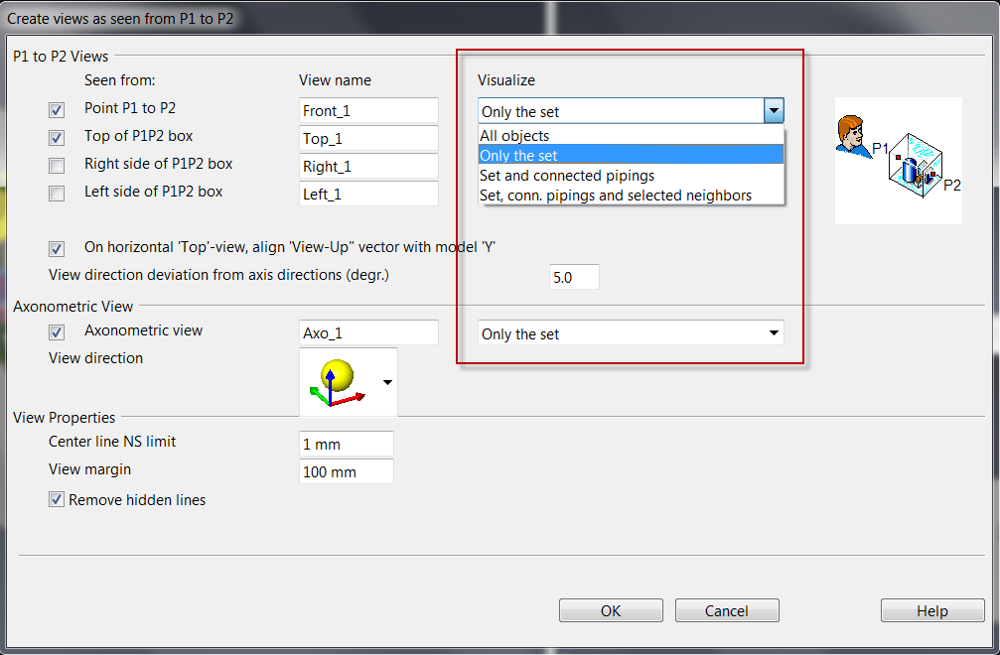 Create views as seen from P1 to P2
P1 to P2 Views
Seen from: View name Visualize
Point P1 to P2 Front_1 Only the set
Top of P1P2 box Top_1 All objects
Only the set
Right side of P1P2 box Right_1 Set and connected pipings
Left side of P1P2 box Left_1 Set, conn. pipings and selected neighbors
P1
P2
On horizontal 'Top'-view, align 'View-Up" vector with model 'Y'
View direction deviation from axis directions (degr.) 5.0
Axonometric View
Axonometric view Axo_1 Only the set
View direction
View Properties
Center line NS limit 1 mm
View margin 100 mm
Remove hidden lines
OK Cancel Help